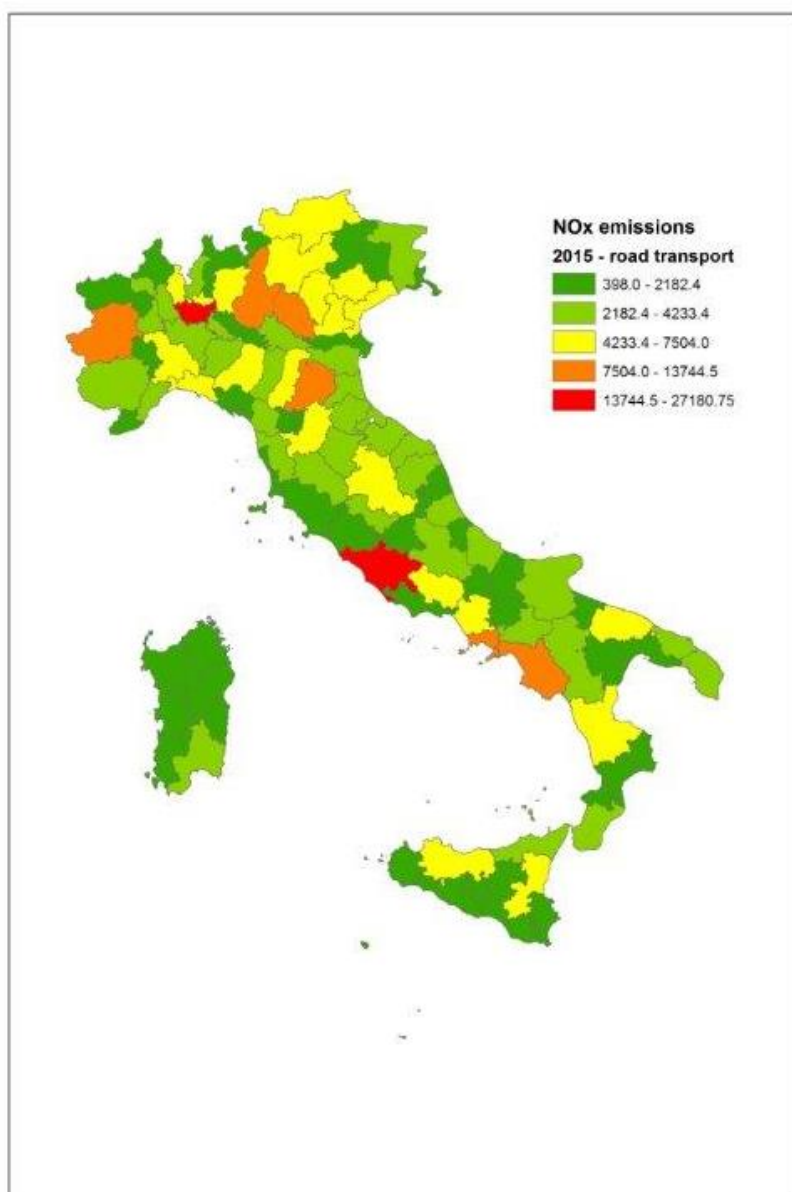 NOx emissions
2015 - road transport
398.0 - 2182.4
2182.4 - 4233.4
4233.4 - 7504.0
7504.0 - 13744.5
13744.5 - 27180.75